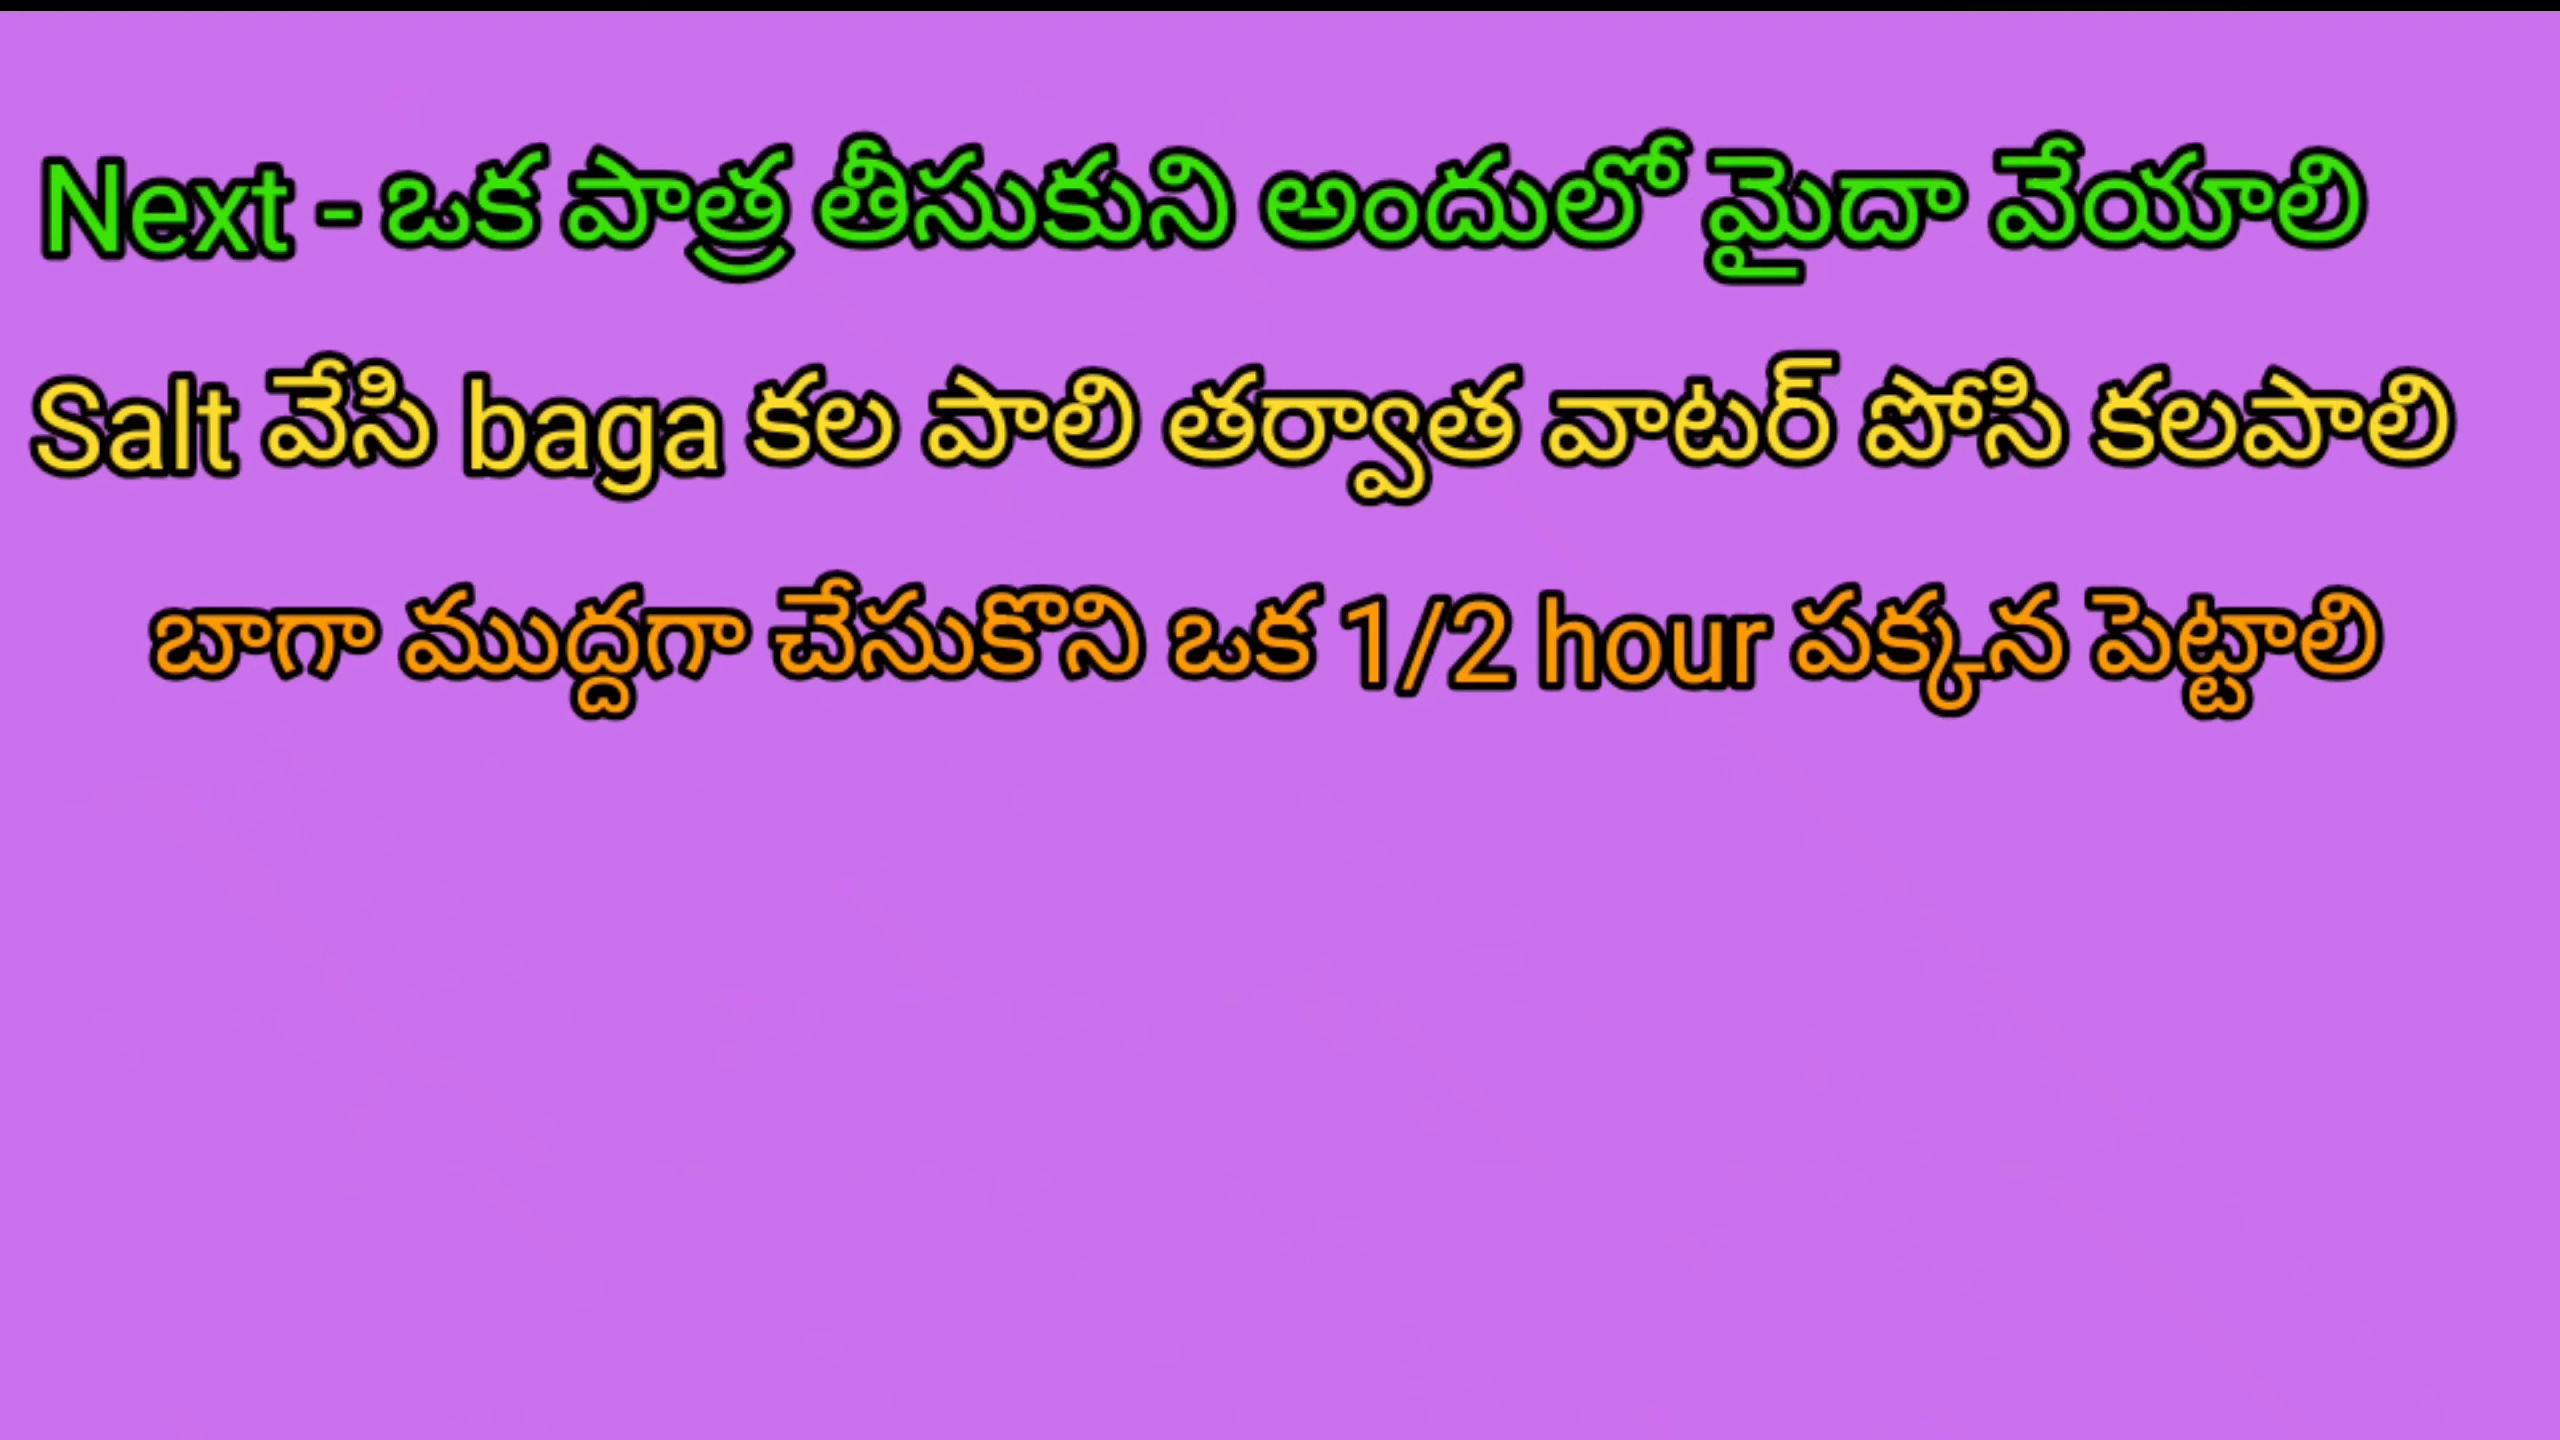 Next - ఒక పాత్ర తీసుకుని అందులో మైదా వేయాలి
Salt వేసి baga కల పాలి తర్వాత వాటర్ పోసి కలపాలి
బాగా ముద్దగా చేసుకొని ఒక 1/2 hour పక్కన పెట్టాలి